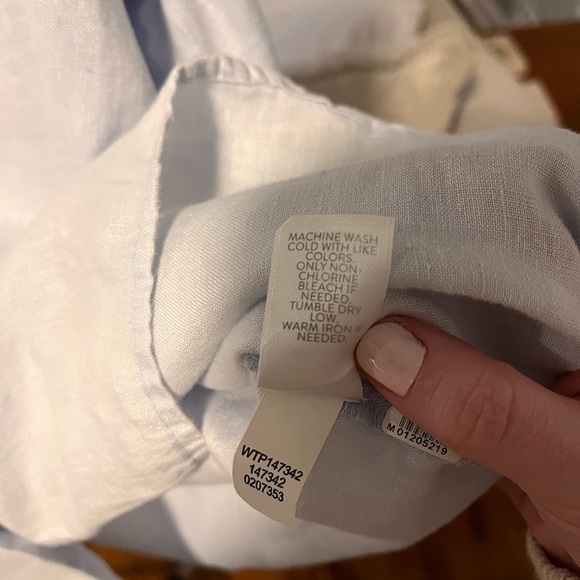 MACHINE WASH
COLD WITH LIKE
COLORS.
ONLY NON-
CHLORINE
BLEACH IF
NEEDED.
TUMBLE DRY
LOW.
WARM IRON IF
NEEDED.
WTP147342
147342
0207353
M 01205219